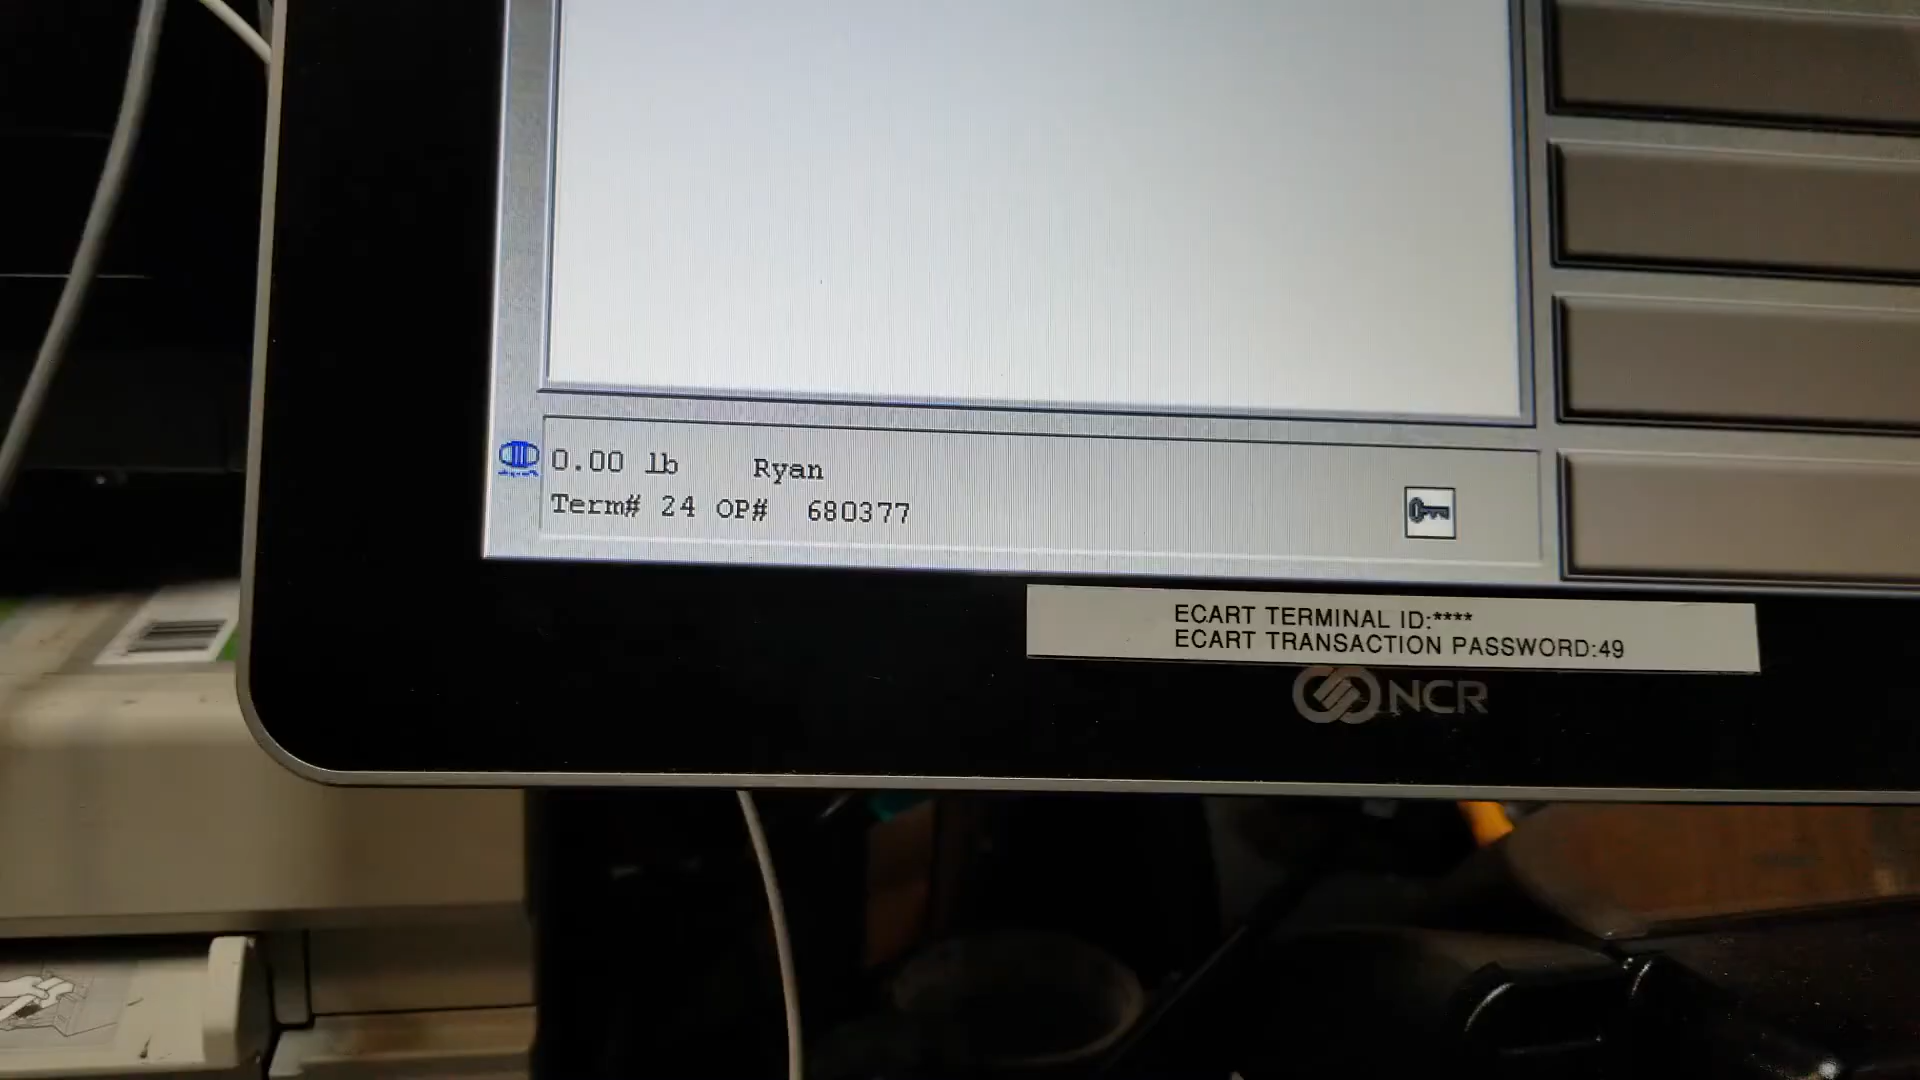 0.00 lb Ryan
Term# 24 OP# 680377
ECART TERMINAL ID:****
ECART TRANSACTION PASSWORD:49
NCR